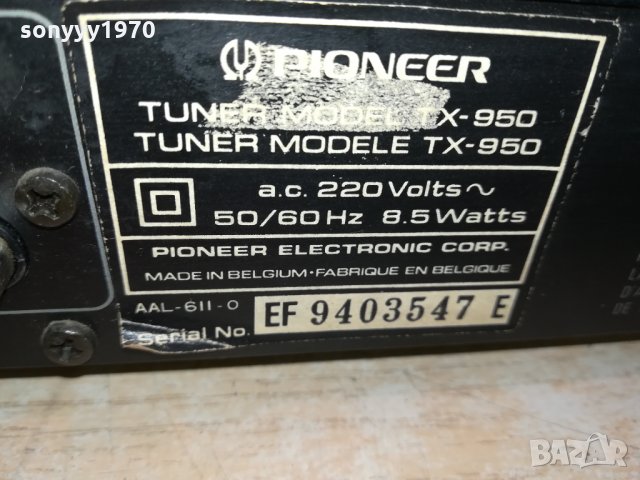 sonyyy1970
PIONEER
TUNER MODEL TX-950
TUNER MODELE TX-950
a.c. 220 Volts ~
50/60 Hz 8.5 Watts
PIONEER ELECTRONIC CORP.
MADE IN BELGIUM·FABRIQUE EN BELGIQUE
AAL-611-0
Serial No. EF 9403547 E
BAZAR